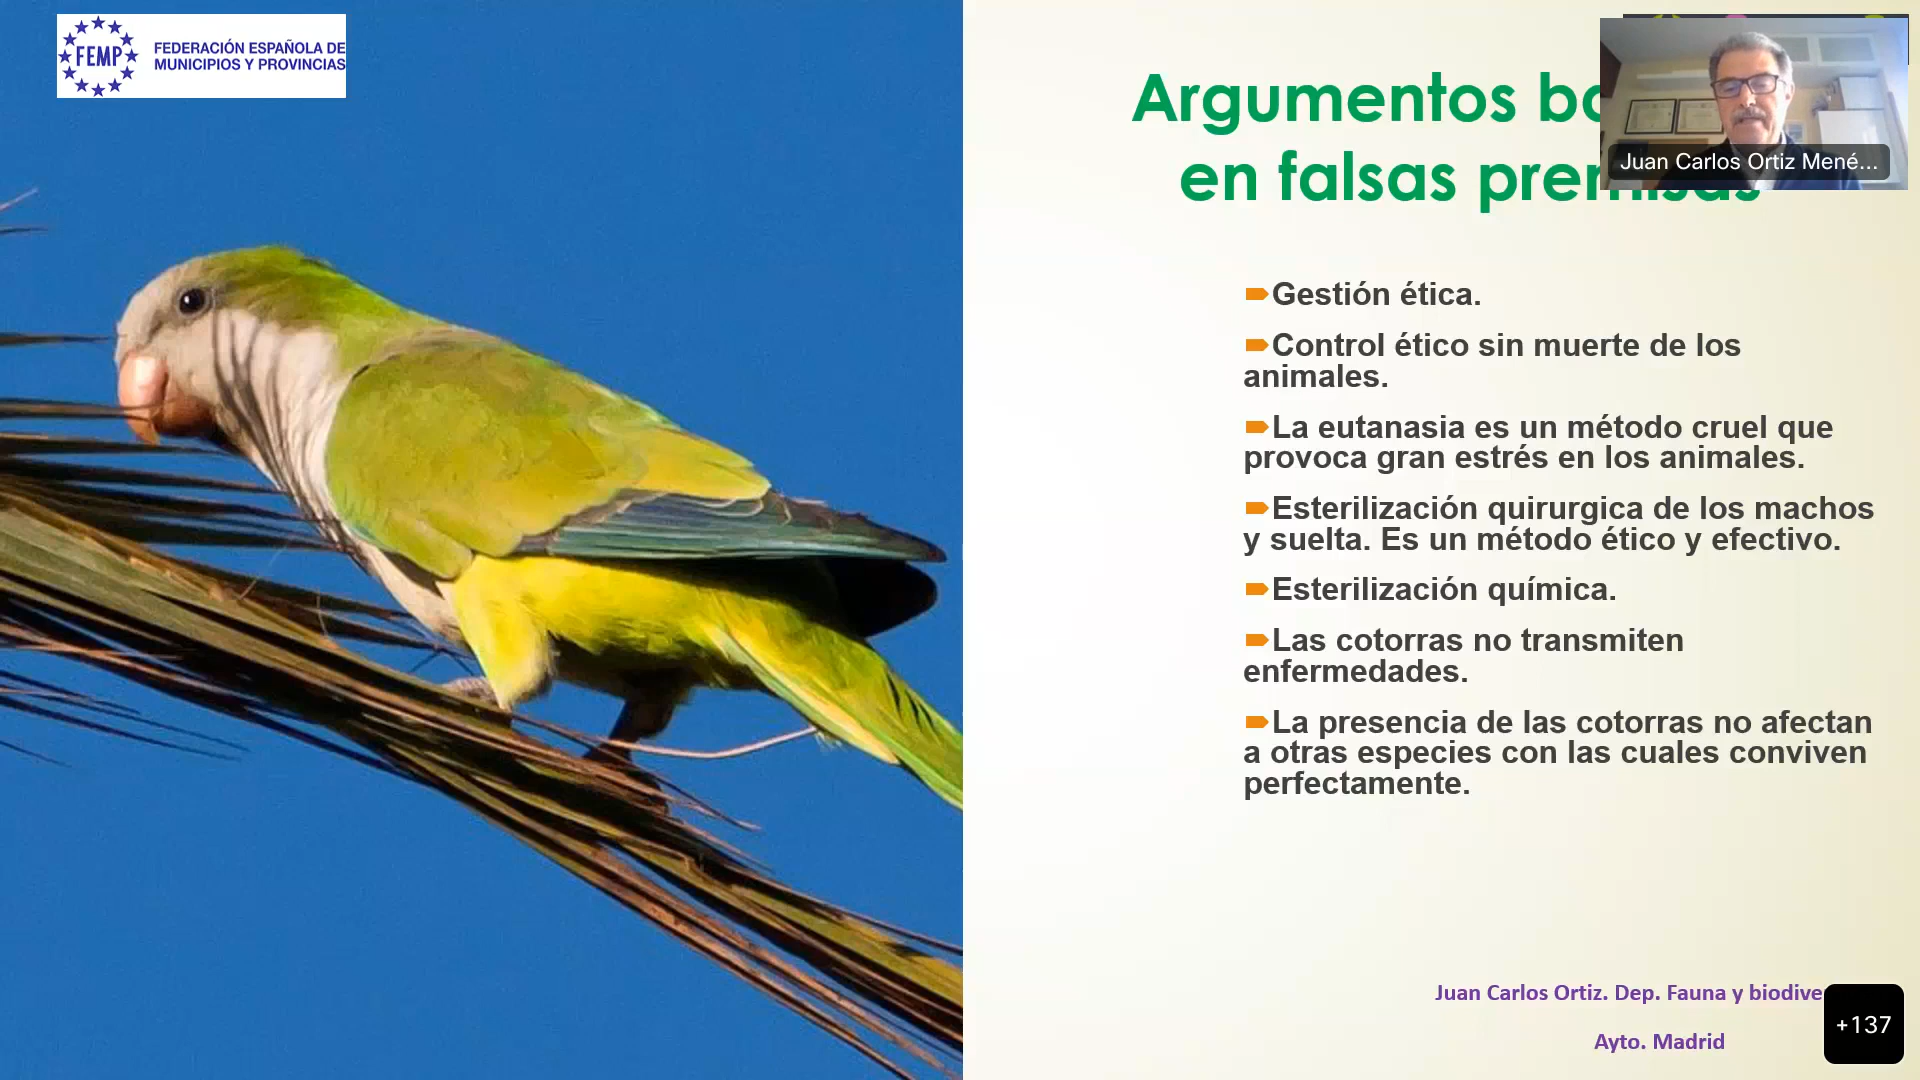 FEMP
FEDERACIÓN ESPAÑOLA DE
MUNICIPIOS Y PROVINCIAS
Argumentos
en falsas premisas
Juan Carlos Ortiz Mené...
Gestión ética.
Control ético sin muerte de los
animales.
La eutanasia es un método cruel que
provoca gran estrés en los animales.
Esterilización quirurgica de los machos
y suelta. Es un método ético y efectivo.
Esterilización química.
Las cotorras no transmiten
enfermedades.
La presencia de las cotorras no afectan
a otras especies con las cuales conviven
perfectamente.
Juan Carlos Ortiz. Dep. Fauna y biodive
Ayto. Madrid
+137